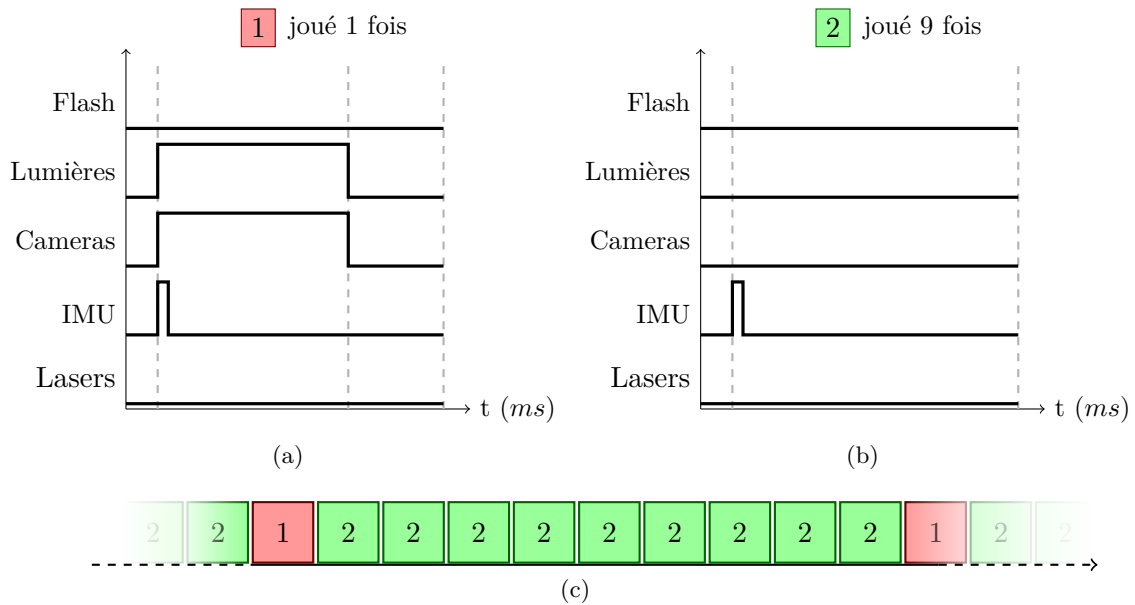 1 joué 1 fois
Flash
Lumières
Cameras
IMU
Lasers
t (ms)
(a)
2 joué 9 fois
Flash
Lumières
Cameras
IMU
Lasers
t (ms)
(b)
2 2 1 2 2 2 2 2 2 2 2 2 1 2 2
(c)